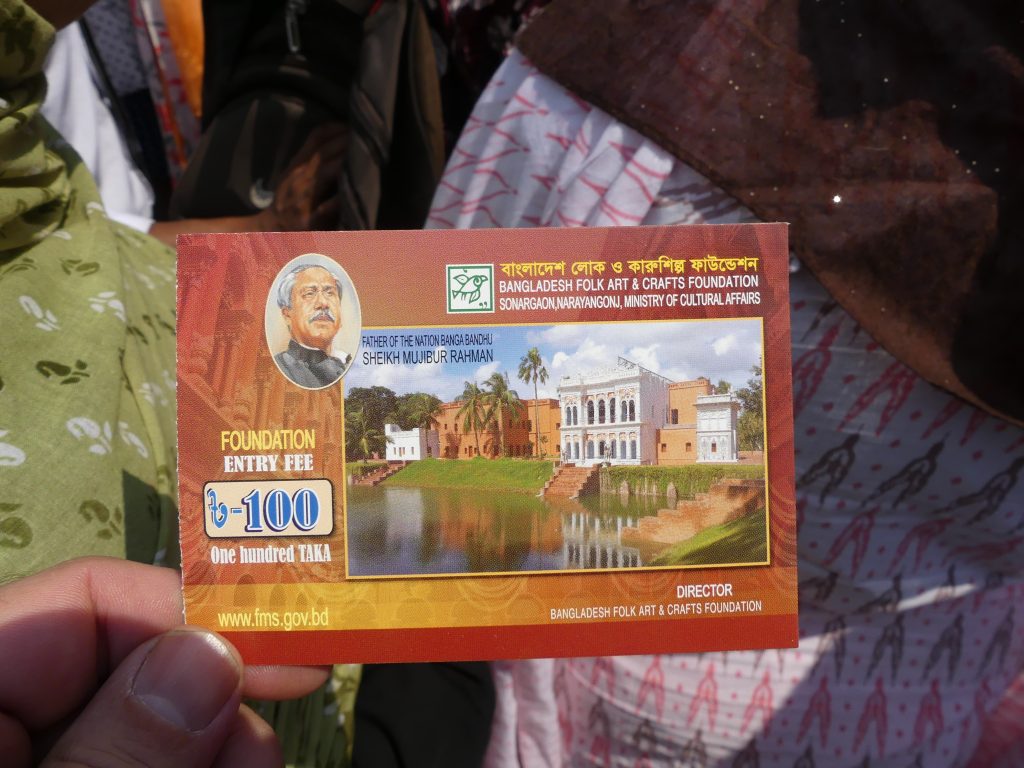 বাংলাদেশ লোক ও কারুশিল্প ফাউন্ডেশন
BANGLADESH FOLK ART & CRAFTS FOUNDATION
SONARGAON,NARAYANGONJ, MINISTRY OF CULTURAL AFFAIRS
FATHER OF THE NATION BANGA BANDHU
SHEIKH MUJIBUR RAHMAN
FOUNDATION
ENTRY FEE
৳-100
One hundred TAKA
www.fms.gov.bd
DIRECTOR
BANGLADESH FOLK ART & CRAFTS FOUNDATION